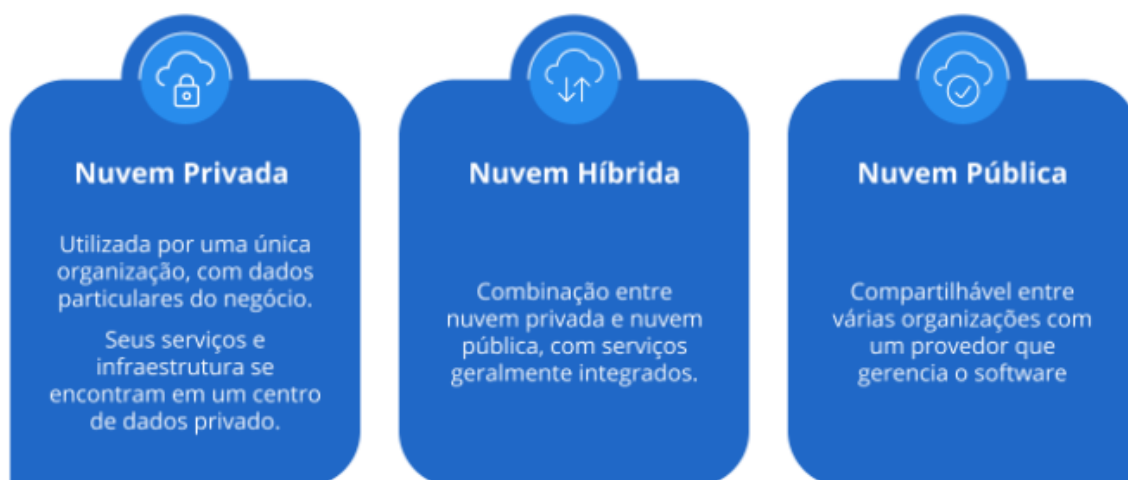 Nuvem Privada
Utilizada por uma única
organização, com dados
particulares do negócio.
Seus serviços e
infraestrutura se
encontram em um centro
de dados privado.
Nuvem Híbrida
Combinação entre
nuvem privada e nuvem
pública, com serviços
geralmente integrados.
Nuvem Pública
Compartilhável entre
várias organizações com
um provedor que
gerencia o software